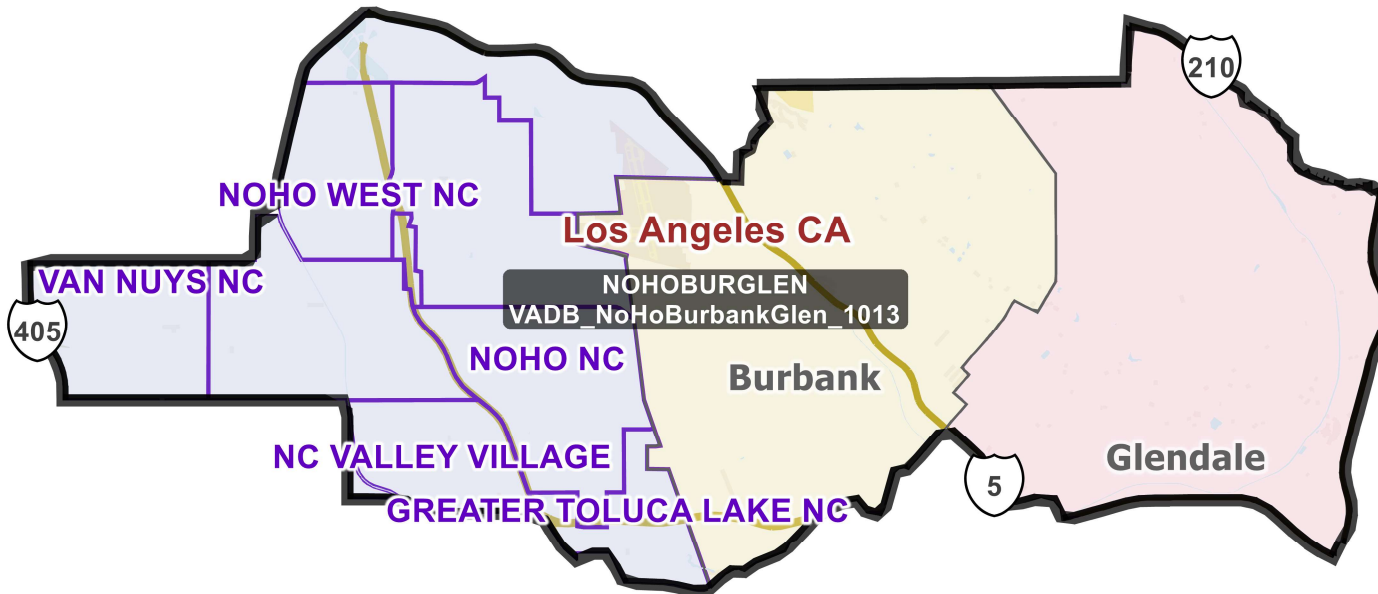 210
NOHO WEST NC
Los Angeles CA
VAN NUYS NC
NOHOBURGLEN
VADB_NoHoBurbankGlen_1013
405
NOHO NC
Burbank
NC VALLEY VILLAGE
Glendale
5
GREATER TOLUCA LAKE NC